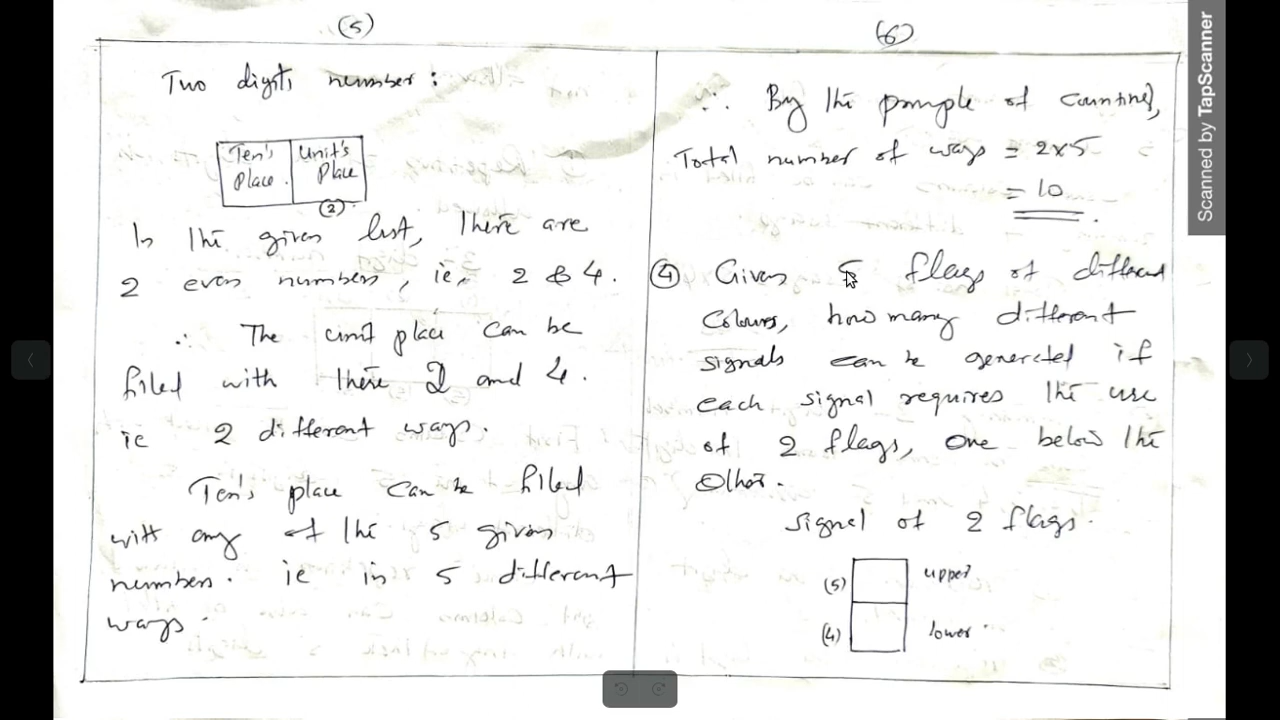 (5)
Two digits number :
Ten's Place.
Unit's Place
(2)
In the given list, there are
2 even numbers, ie, 2 & 4.
∴ The unit place can be
filled with there 2 and 4.
ie 2 different ways.
Ten's place can be filled
with any of the 5 given
numbers. ie in 5 different
ways.
(6)
∴ By the principle of counting,
Total number of ways = 2x5
= 10.
(4) Given 5 flags of different
Colours, how many different
signals can be generated if
each signal requires the use
of 2 flags, one below the
other.
signal of 2 flags.
(5) upper
(4) lower
Scanned by TapScanner